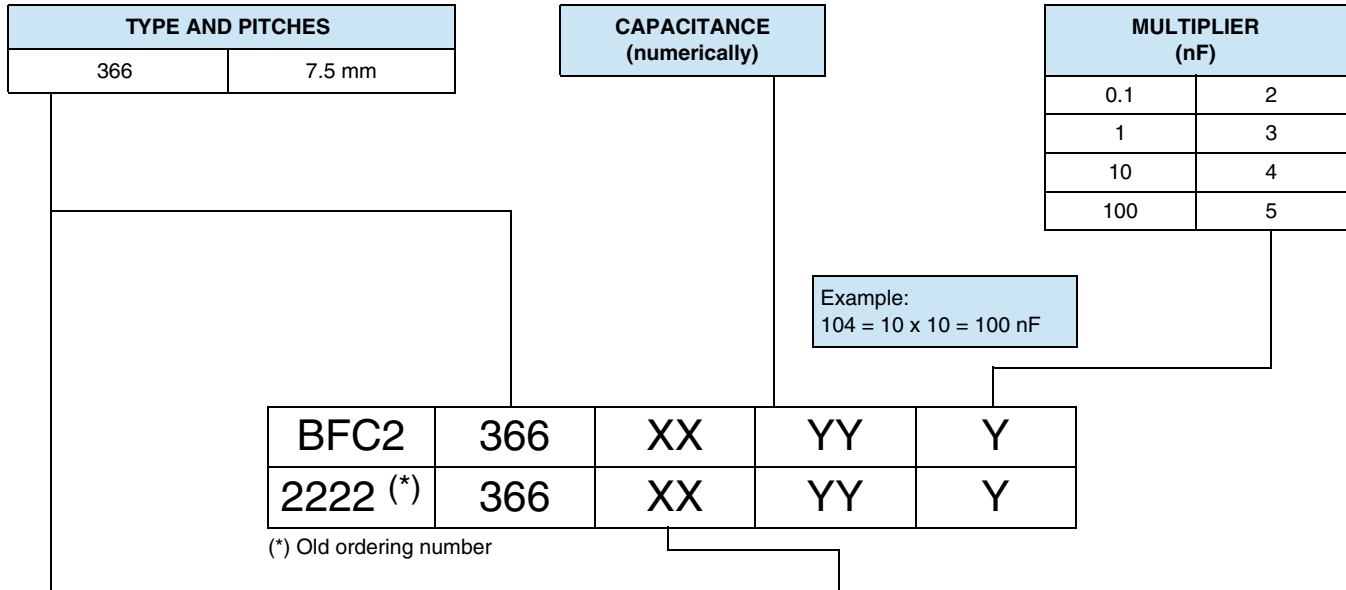 TYPE AND PITCHES
366 7.5 mm
CAPACITANCE
(numerically)
MULTIPLIER
(nF)
0.1 2
1 3
10 4
100 5
Example:
104 = 10 x 10 = 100 nF
BFC2 366 XX YY Y
2222 (*) 366 XX YY Y
(*) Old ordering number